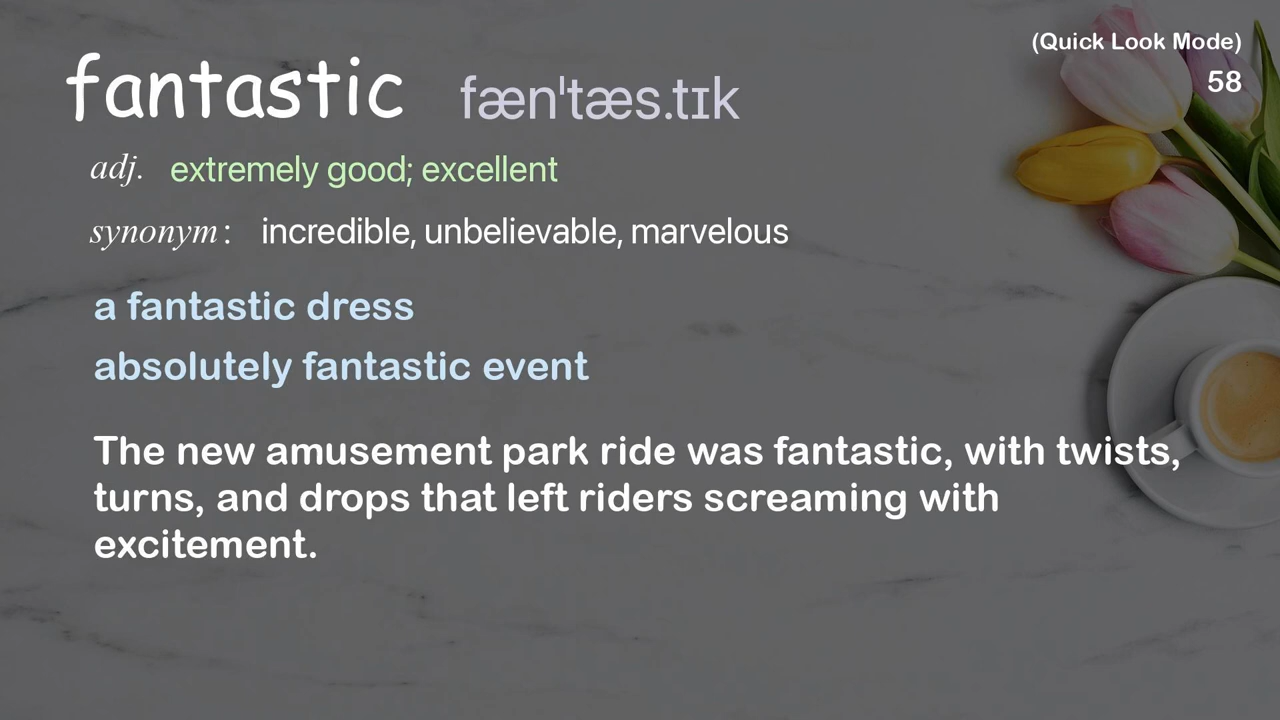 (Quick Look Mode)
58
fantastic fæn'tæs.tɪk
adj. extremely good; excellent
synonym : incredible, unbelievable, marvelous
a fantastic dress
absolutely fantastic event
The new amusement park ride was fantastic, with twists,
turns, and drops that left riders screaming with
excitement.